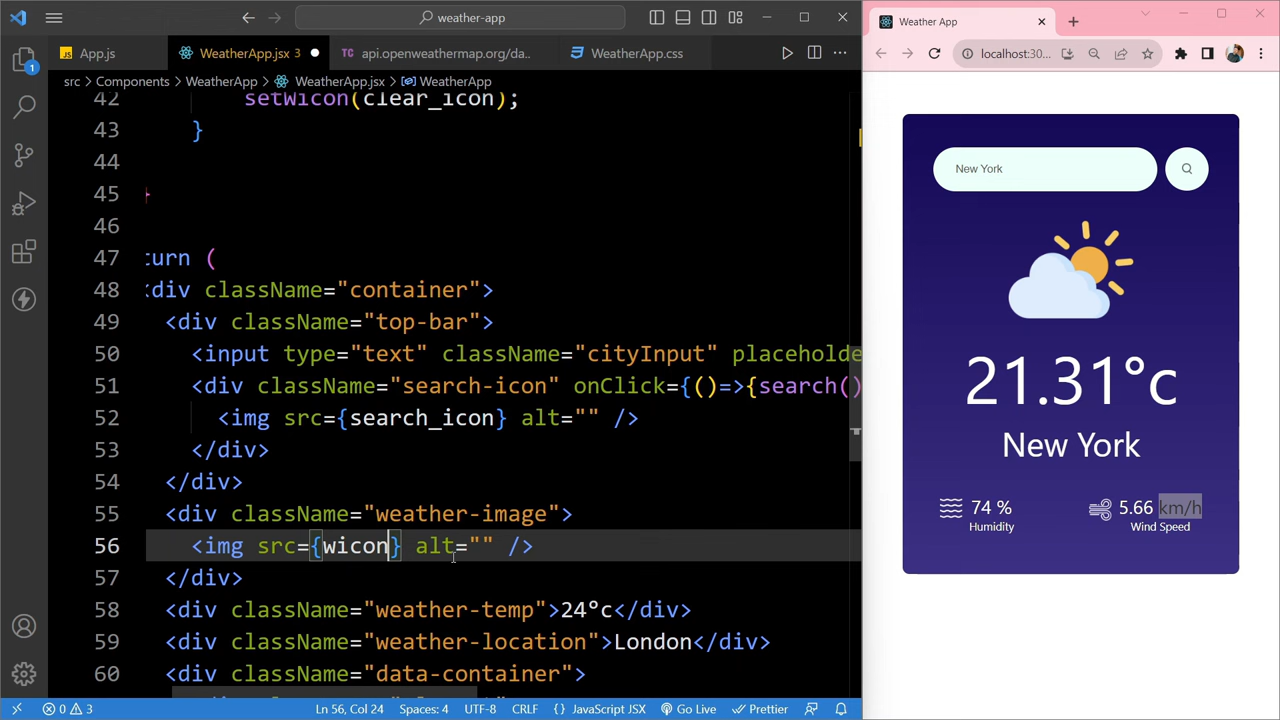 weather-app
App.js
WeatherApp.jsx 3
api.openweathermap.org/da..
WeatherApp.css
src > Components > WeatherApp > WeatherApp.jsx > WeatherApp
42 setWicon(clear_icon);
43 }
44
45
46
47 turn (
48 <div className="container">
49 <div className="top-bar">
50 <input type="text" className="cityInput" placeholde
51 <div className="search-icon" onClick={()=>{search()
52 <img src={search_icon} alt="" />
53 </div>
54 </div>
55 <div className="weather-image">
56 <img src={wicon} alt="" />
57 </div>
58 <div className="weather-temp">24°c</div>
59 <div className="weather-location">London</div>
60 <div className="data-container">
1
0 3
Ln 56, Col 24
Spaces: 4
UTF-8
CRLF
{} JavaScript JSX
Go Live
Prettier
Weather App
localhost:30...
New York
21.31°c
New York
74 %
Humidity
5.66 km/h
Wind Speed